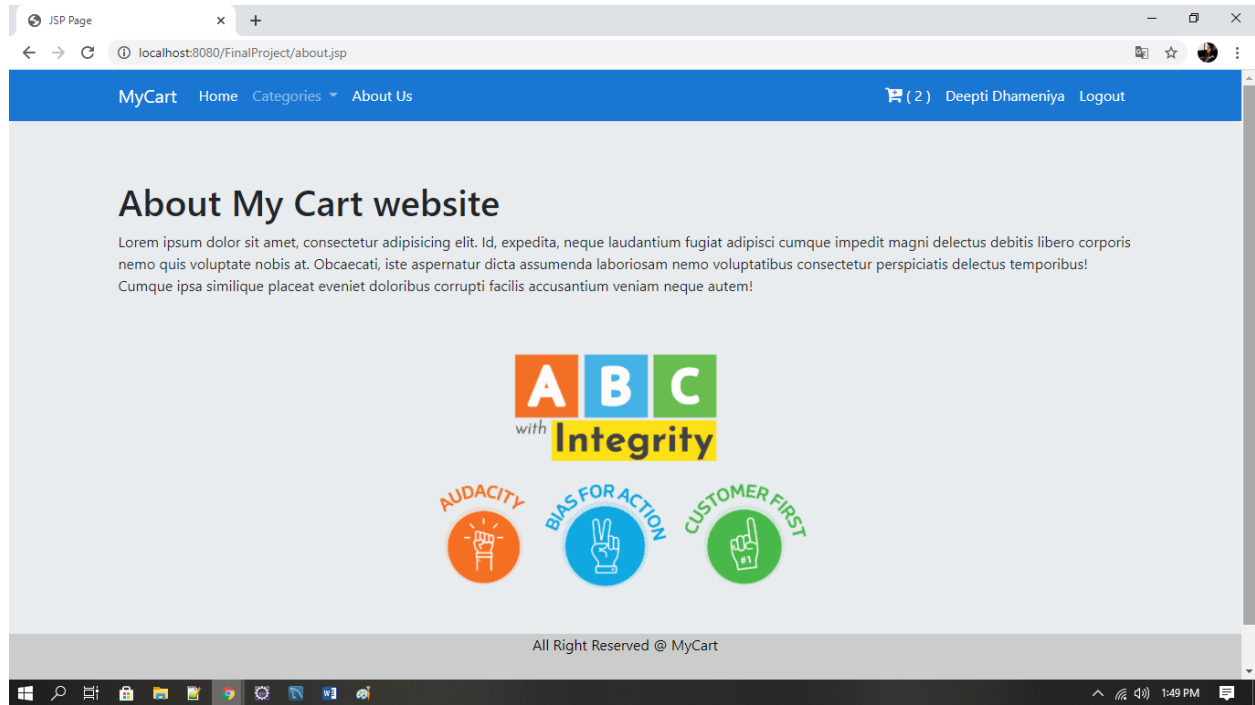 JSP Page
localhost:8080/FinalProject/about.jsp
MyCart Home Categories About Us ( 2 ) Deepti Dhameniya Logout
About My Cart website
Lorem ipsum dolor sit amet, consectetur adipisicing elit. Id, expedita, neque laudantium fugiat adipisci cumque impedit magni delectus debitis libero corporis
nemo quis voluptate nobis at. Obcaecati, iste aspernatur dicta assumenda laboriosam nemo voluptatibus consectetur perspiciatis delectus temporibus!
Cumque ipsa similique placeat eveniet doloribus corrupti facilis accusantium veniam neque autem!
A B C
with Integrity
AUDACITY BIAS FOR ACTION CUSTOMER FIRST
#1
All Right Reserved @ MyCart
1:49 PM